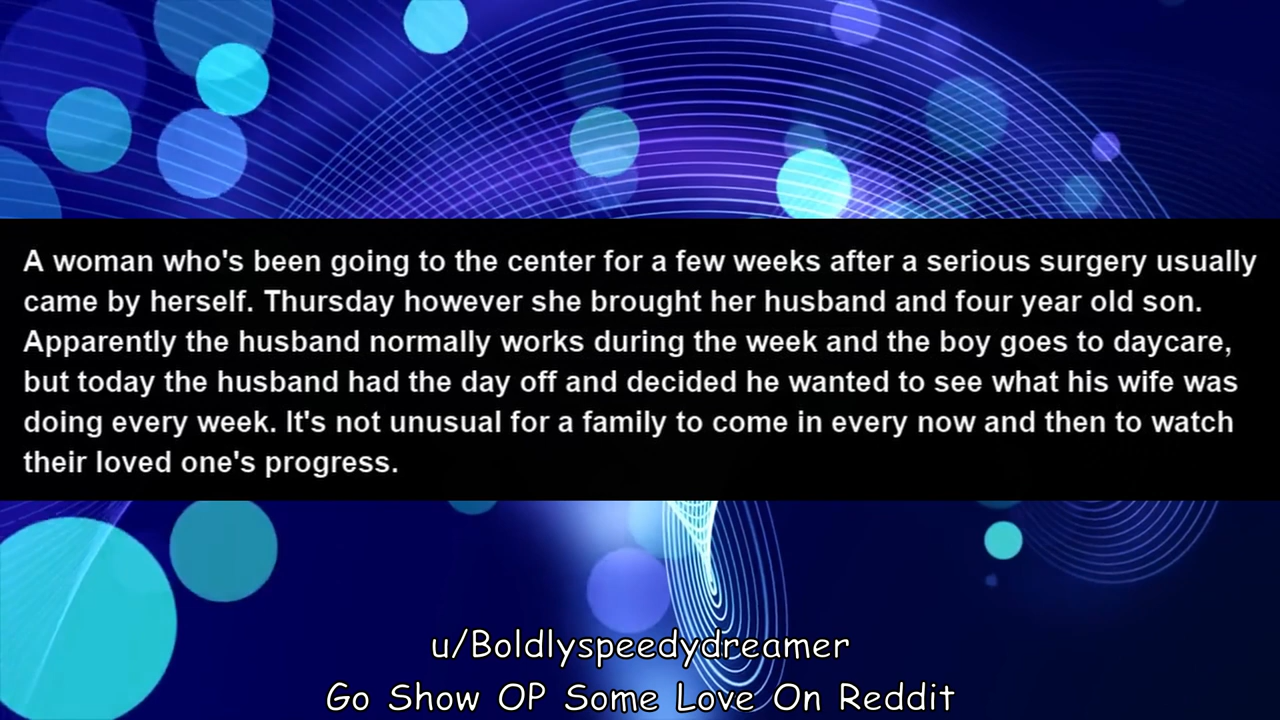 A woman who's been going to the center for a few weeks after a serious surgery usually
came by herself. Thursday however she brought her husband and four year old son.
Apparently the husband normally works during the week and the boy goes to daycare,
but today the husband had the day off and decided he wanted to see what his wife was
doing every week. It's not unusual for a family to come in every now and then to watch
their loved one's progress.
u/Boldlyspeedydreamer
Go Show OP Some Love On Reddit